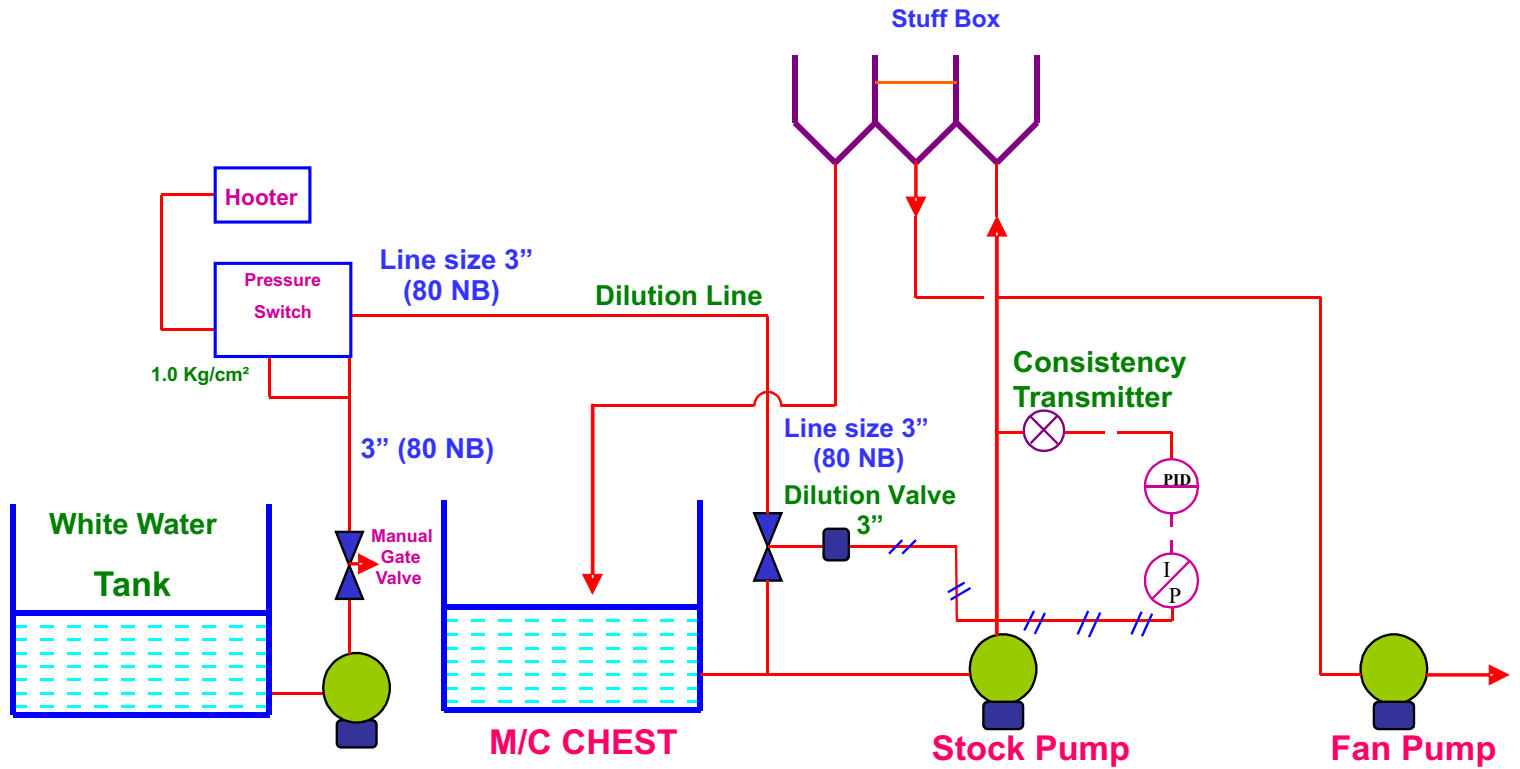 Stuff Box
Hooter
Pressure
Switch
Line size 3”
(80 NB)
Dilution Line
1.0 Kg/cm²
Consistency
Transmitter
3” (80 NB)
Line size 3”
(80 NB)
Dilution Valve
3”
PID
White Water
Tank
Manual
Gate
Valve
I
P
M/C CHEST
Stock Pump
Fan Pump